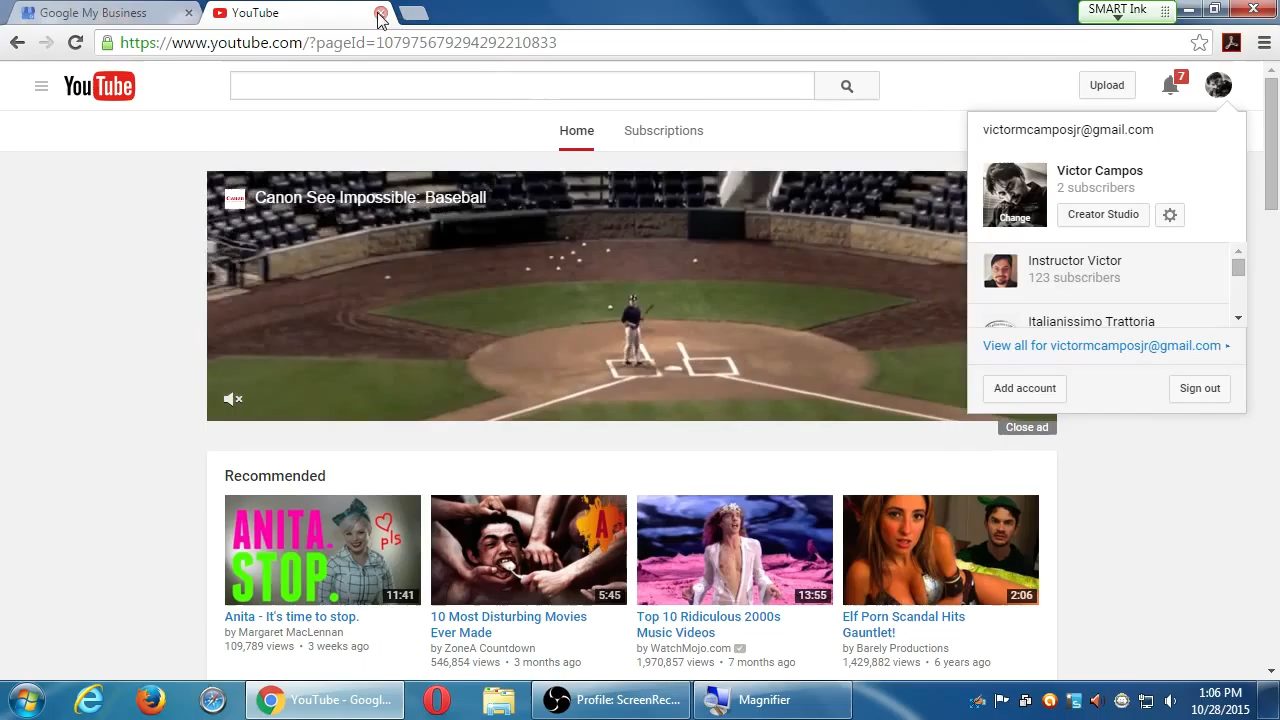 Google My Business
YouTube
SMART Ink
https://www.youtube.com/?pageId=107975679294292210833
YouTube
Upload
7
Home
Subscriptions
victormcamposjr@gmail.com
Victor Campos
2 subscribers
Change
Creator Studio
Instructor Victor
123 subscribers
Italianissimo Trattoria
View all for victormcamposjr@gmail.com
Add account
Sign out
Canon See Impossible: Baseball
Close ad
Recommended
ANITA.
STOP.
pls
11:41
Anita - It's time to stop.
by Margaret MacLennan
109,789 views • 3 weeks ago
A
5:45
10 Most Disturbing Movies
Ever Made
by ZoneA Countdown
546,854 views • 3 months ago
13:55
Top 10 Ridiculous 2000s
Music Videos
by WatchMojo.com
1,970,857 views • 7 months ago
2:06
Elf Porn Scandal Hits
Gauntlet!
by Barely Productions
1,429,882 views • 6 years ago
YouTube - Googl...
Profile: ScreenRec...
Magnifier
1:06 PM
10/28/2015